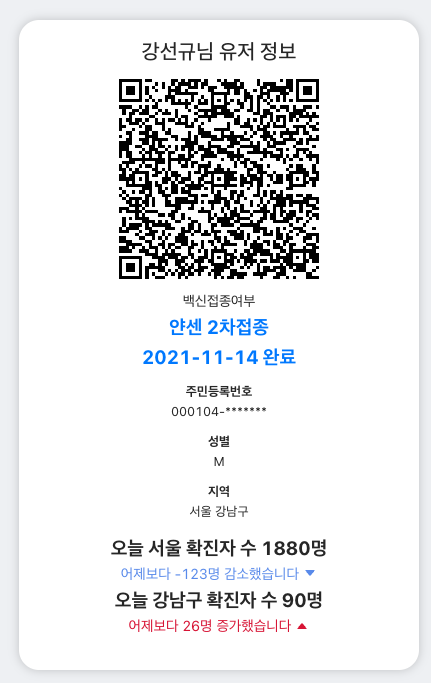 강선규님 유저 정보
백신접종여부
얀센 2차접종
2021-11-14 완료
주민등록번호
000104-*******
성별
M
지역
서울 강남구
오늘 서울 확진자 수 1880명
어제보다 -123명 감소했습니다
오늘 강남구 확진자 수 90명
어제보다 26명 증가했습니다